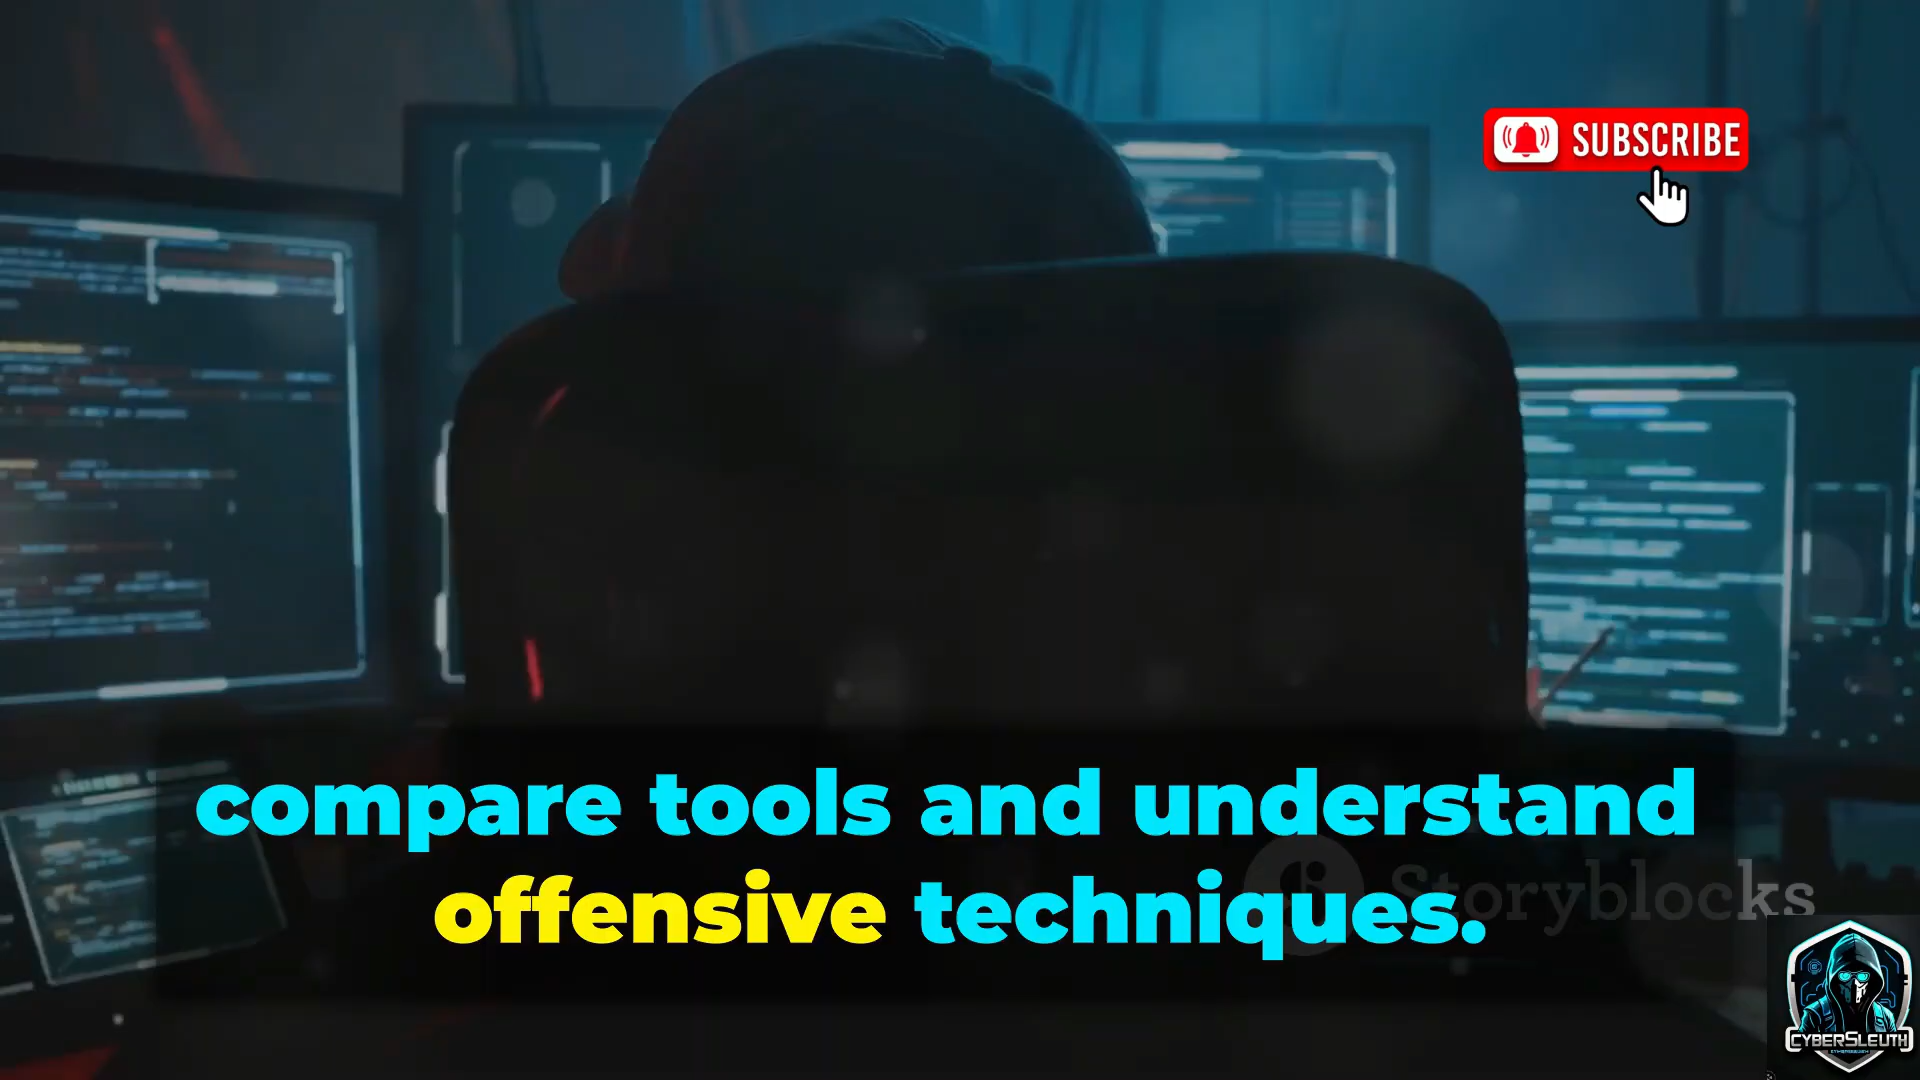 SUBSCRIBE
compare tools and understand
offensive techniques.
Storyblocks
CYBERSLEUTH